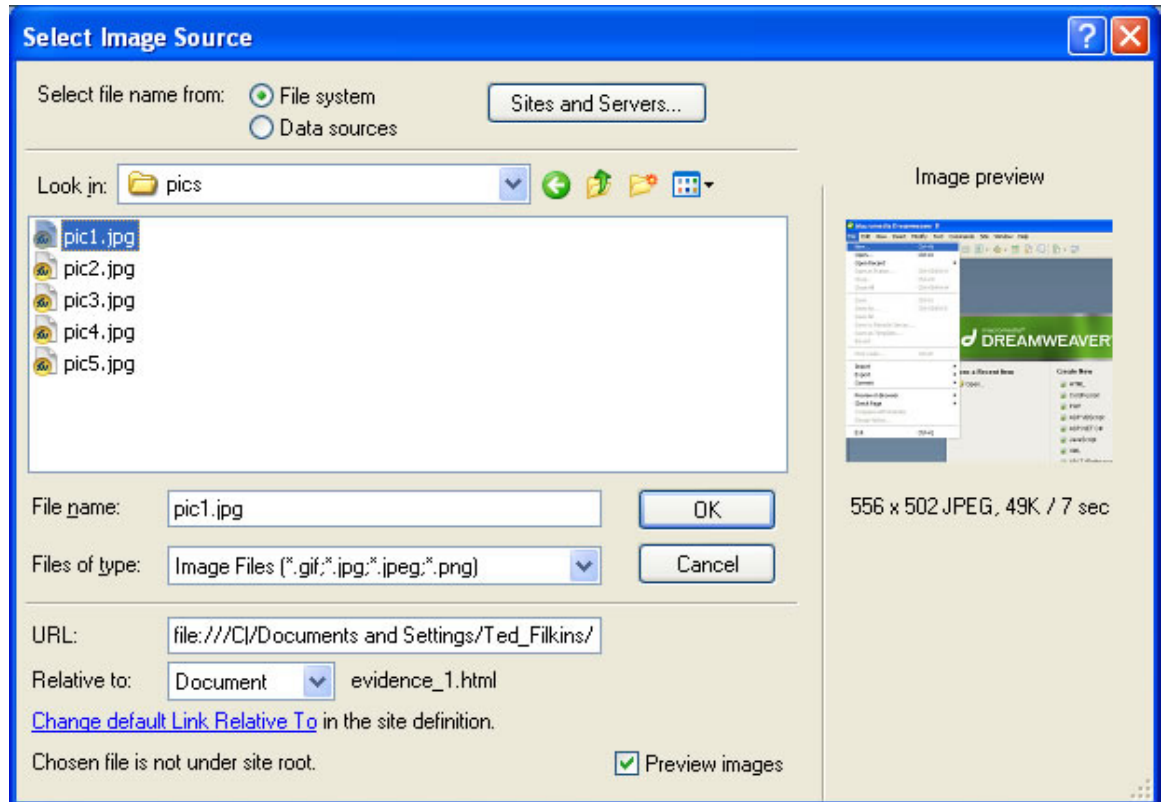 Select Image Source
Select file name from:
File system
Data sources
Sites and Servers...
Look in:
pics
Image preview
pic1.jpg
pic2.jpg
pic3.jpg
pic4.jpg
pic5.jpg
DREAMWEAVER
File name:
pic1.jpg
OK
556 x 502 JPEG, 49K / 7 sec
Files of type:
Image Files (*.gif;*.jpg;*.jpeg;*.png)
Cancel
URL:
file:///C|/Documents and Settings/Ted_Filkins/
Relative to:
Document
evidence_1.html
Change default Link Relative To in the site definition.
Chosen file is not under site root.
Preview images